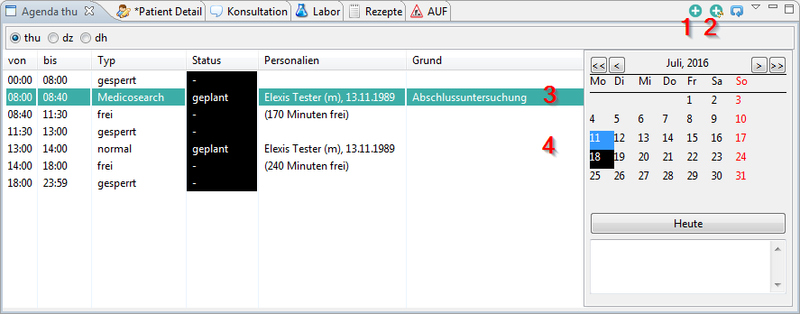 Agenda thu *Patient Detail Konsultation Labor Rezepte AUF
1 2
thu dz dh
von bis Typ Status Personalien Grund
00:00 08:00 gesperrt -
08:00 08:40 Medicosearch geplant Elexis Tester (m), 13.11.1989 Abschlussuntersuchung 3
08:40 11:30 frei - (170 Minuten frei)
11:30 13:00 gesperrt -
13:00 14:00 normal geplant Elexis Tester (m), 13.11.1989 4
14:00 18:00 frei - (240 Minuten frei)
18:00 23:59 gesperrt -
<< < Juli, 2016 > >>
Mo Di Mi Do Fr Sa So
1 2 3
4 5 6 7 8 9 10
11 12 13 14 15 16 17
18 19 20 21 22 23 24
25 26 27 28 29 30 31
Heute